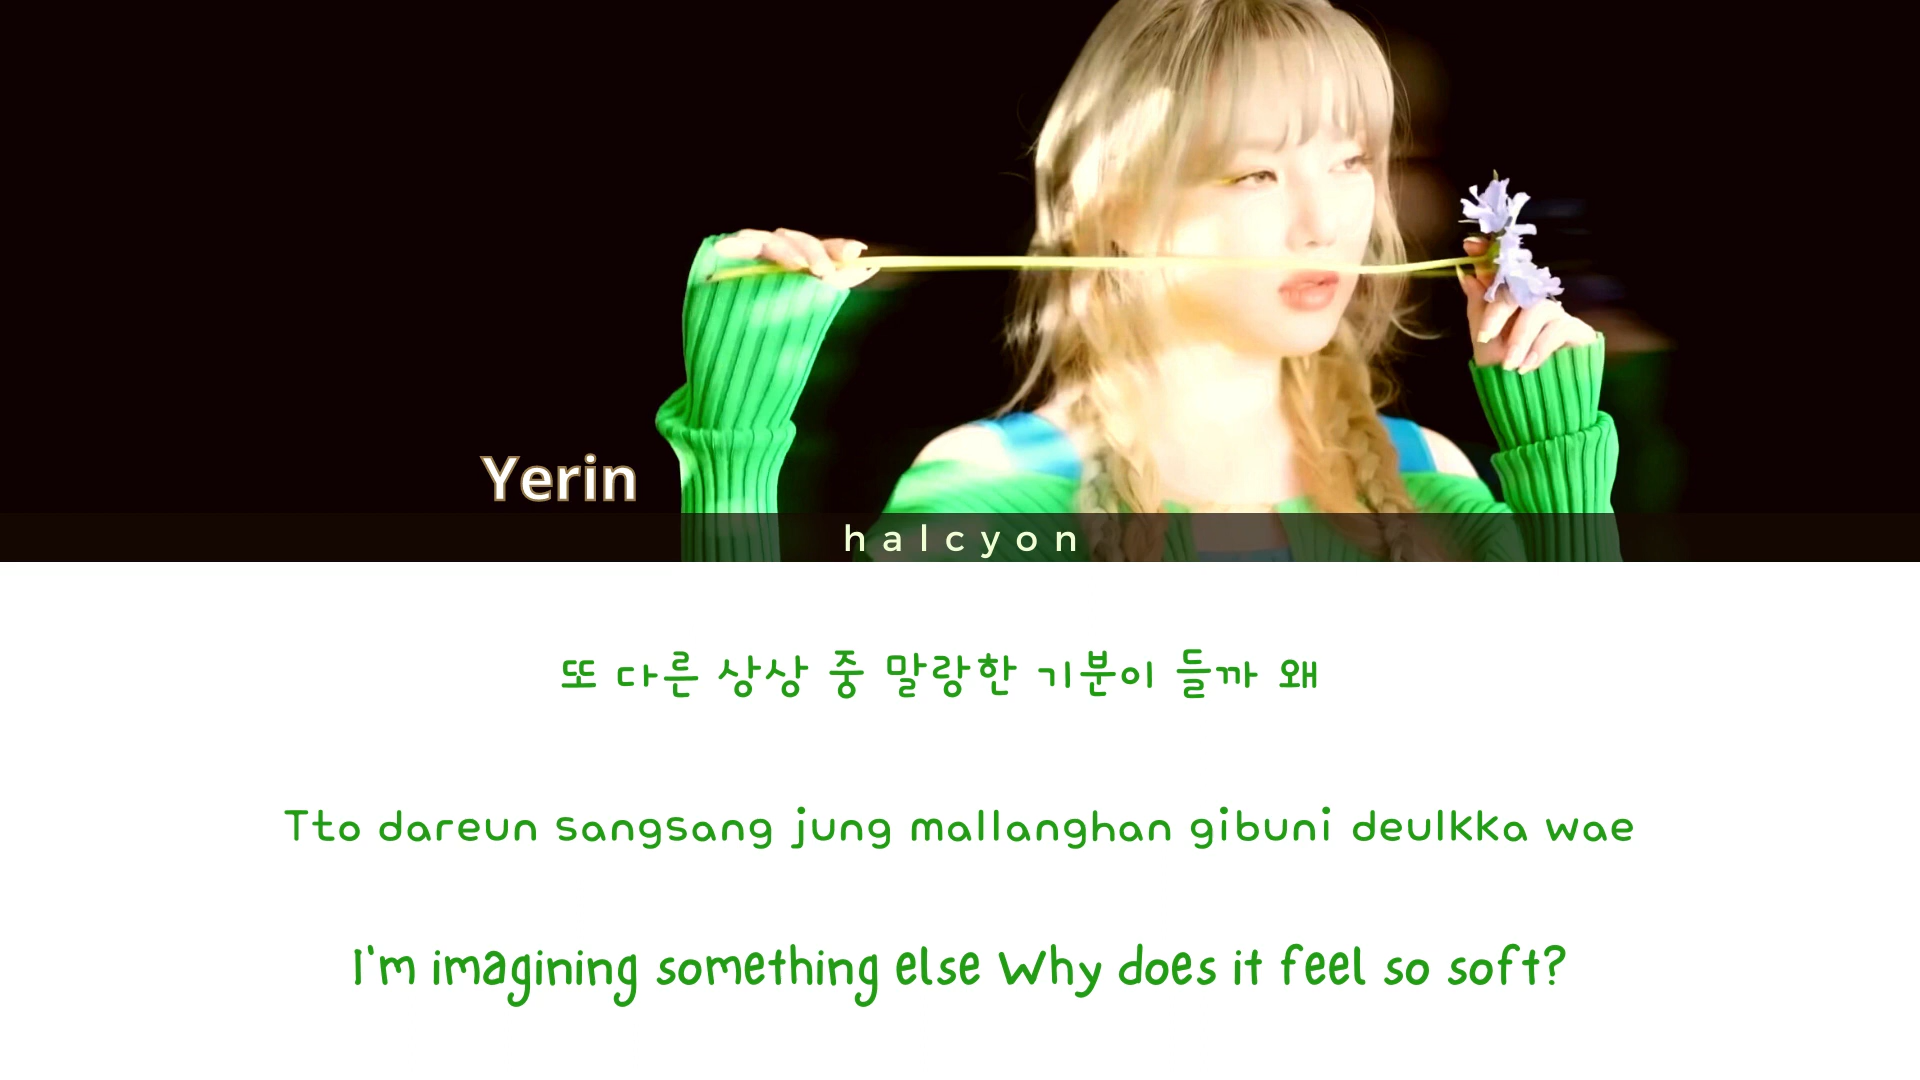 Yerin
halcyon
또 다른 상상 중 말랑한 기분이 들까 왜
Tto dareun sangsang jung mallanghan gibuni deulkka wae
I'm imagining something else Why does it feel so soft?